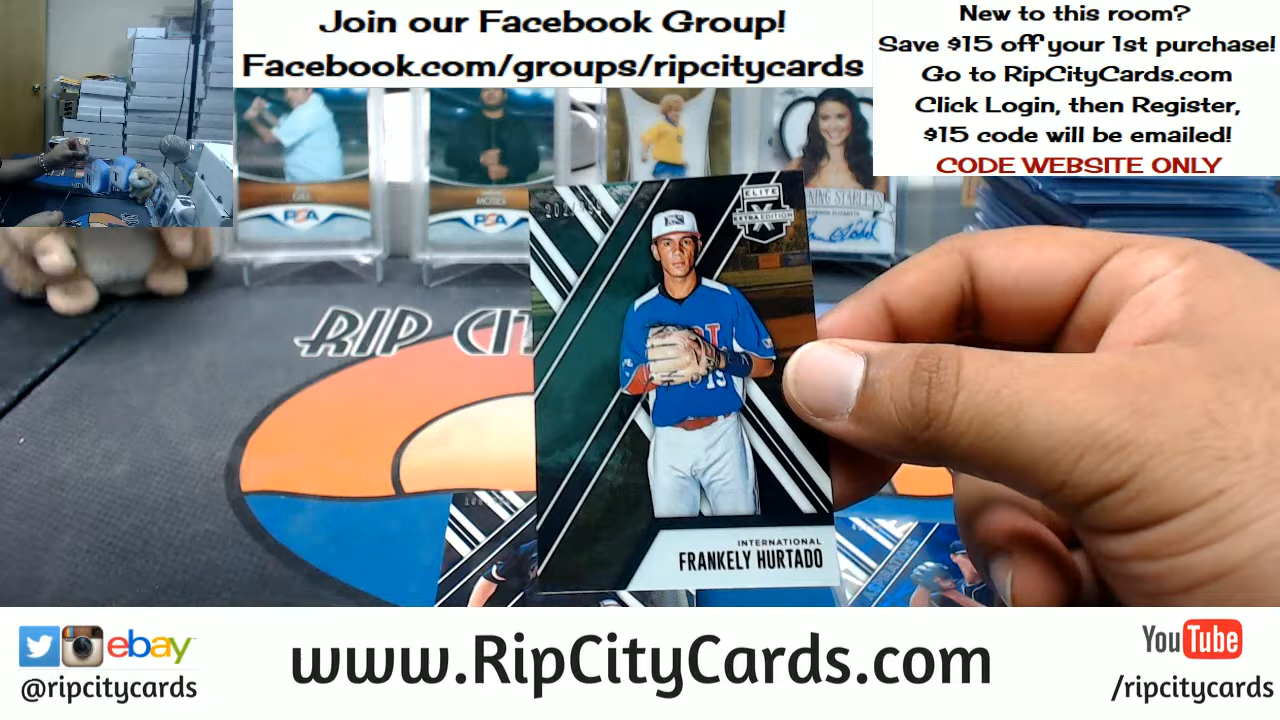 Join our Facebook Group!
Facebook.com/groups/ripcitycards
New to this room?
Save $15 off your 1st purchase!
Go to RipCityCards.com
Click Login, then Register,
$15 code will be emailed!
CODE WEBSITE ONLY
PSA
MOSES
PSA
RIP CIT
ELITE
X
EXTRA EDITION
19
INTERNATIONAL
FRANKELY HURTADO
ASPIRATIONS
ebay
@ripcitycards
www.RipCityCards.com
YouTube
/ripcitycards